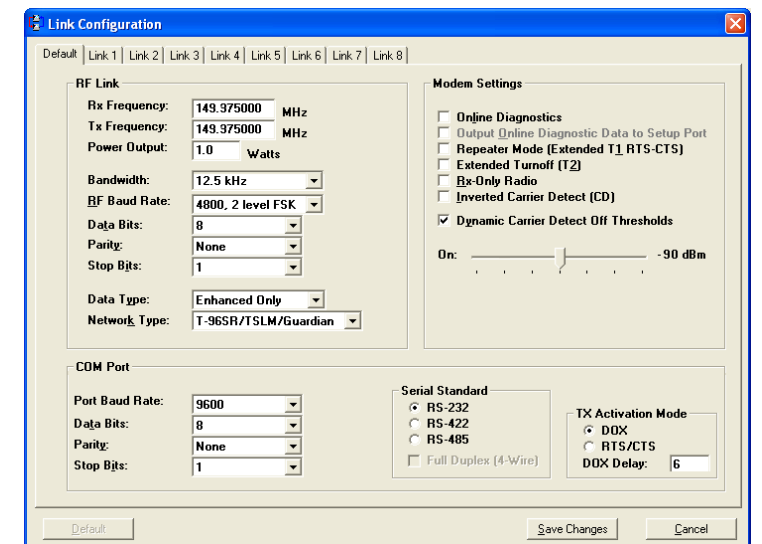 Link Configuration
Default Link 1 Link 2 Link 3 Link 4 Link 5 Link 6 Link 7 Link 8
RF Link
Rx Frequency: 149.975000 MHz
Tx Frequency: 149.975000 MHz
Power Output: 1.0 Watts
Bandwidth: 12.5 kHz
RF Baud Rate: 4800, 2 level FSK
Data Bits: 8
Parity: None
Stop Bits: 1
Data Type: Enhanced Only
Network Type: T-96SR/TSLM/Guardian
Modem Settings
Online Diagnostics
Output Online Diagnostic Data to Setup Port
Repeater Mode (Extended T1 RTS-CTS)
Extended Turnoff (T2)
Rx-Only Radio
Inverted Carrier Detect (CD)
Dynamic Carrier Detect Off Thresholds
On: -90 dBm
COM Port
Port Baud Rate: 9600
Data Bits: 8
Parity: None
Stop Bits: 1
Serial Standard
RS-232
RS-422
RS-485
Full Duplex (4-Wire)
TX Activation Mode
DOX
RTS/CTS
DOX Delay: 6
Default Save Changes Cancel